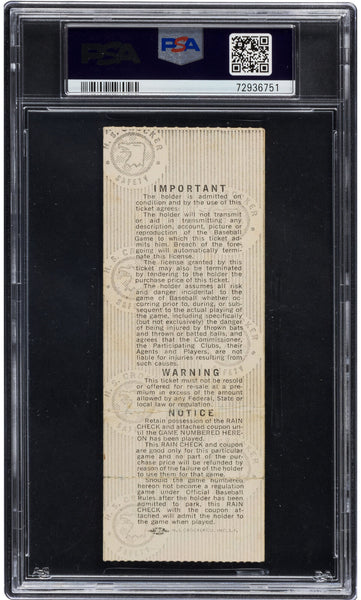 PSA
PSA
72936751
H. S. CROCKER
SAFETY
IMPORTANT
The holder is admitted on
condition and by the use of this
ticket agrees:
The holder will not transmit
or aid in transmitting any
description, account, picture or
reproduction of the Baseball
Game to which this ticket ad-
mits him. Breach of the fore-
going will automatically termi-
nate this license.
The license granted by this
ticket may also be terminated
by tendering to the holder the
purchase price of this ticket.
The holder assumes all risk
and danger incidental to the
game of Baseball whether oc-
curring prior to, during, or sub-
sequent to the actual playing of
the game, including specifically
(but not exclusively) the danger
of being injured by thrown bats
and thrown or batted balls, and
agrees that the Commissioner,
the Participating Clubs, their
Agents and Players, are not
liable for injuries resulting from
such causes.
WARNING
This ticket must not be resold
or offered for re-sale at a pre-
mium in excess of the amount
allowed by any Federal, State or
local law or regulation.
NOTICE
Retain possession of the RAIN
CHECK and attached coupon un-
til the GAME NUMBERED HERE-
ON has been played.
This RAIN CHECK and coupon
are good only for this particular
game and no part of the pur-
chase price will be refunded by
reason of failure of the holder
to use them for that game.
Should the game numbered
hereon not become a regulation
game under Official Baseball
Rules after the holder has been
admitted to park, this RAIN
CHECK with the coupon at-
tached will admit the holder to
the game when played.